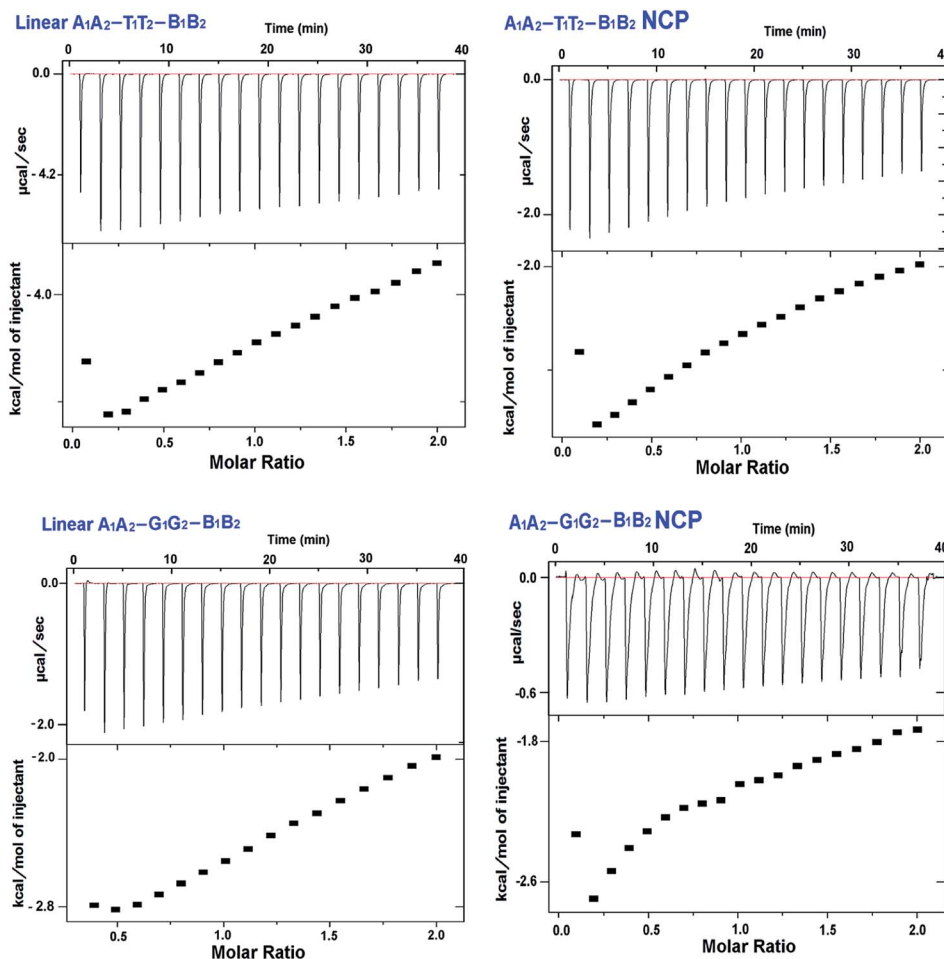 Linear A₁A₂–T₁T₂–B₁B₂
Time (min)
0 10 20 30 40
0.0
-4.2
μcal/sec
-4.0
kcal/mol of injectant
0.0 0.5 1.0 1.5 2.0
Molar Ratio
A₁A₂–T₁T₂–B₁B₂ NCP
Time (min)
0 10 20 30 40
0.0
-2.0
μcal/sec
-2.0
kcal/mol of injectant
0.0 0.5 1.0 1.5 2.0
Molar Ratio
Linear A₁A₂–G₁G₂–B₁B₂
Time (min)
0 10 20 30 40
0.0
-2.0
μcal/sec
-2.0
-2.8
kcal/mol of injectant
0.5 1.0 1.5 2.0
Molar Ratio
A₁A₂–G₁G₂–B₁B₂ NCP
Time (min)
0 10 20 30 40
0.0
-0.6
μcal/sec
-1.8
-2.6
kcal/mol of injectant
0.0 0.5 1.0 1.5 2.0
Molar Ratio